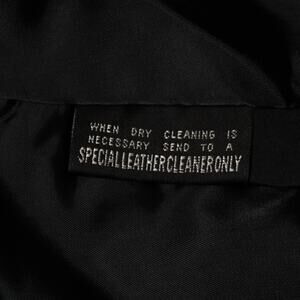 WHEN DRY CLEANING IS
NECESSARY SEND TO A
SPECIAL LEATHER CLEANER ONLY